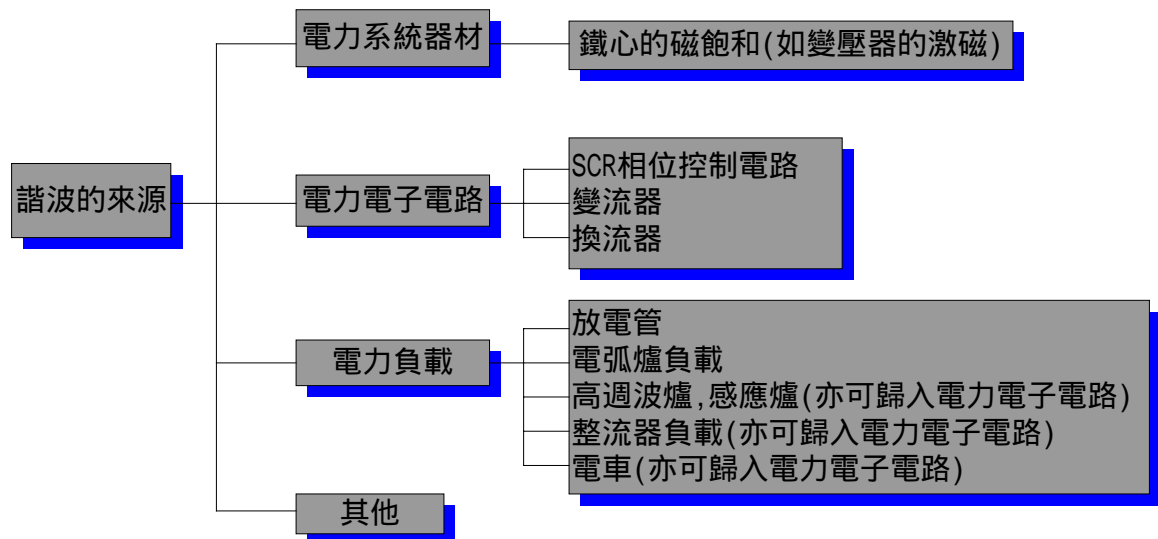 電力系統器材
鐵心的磁飽和(如變壓器的激磁)
諧波的來源
電力電子電路
SCR相位控制電路
變流器
換流器
電力負載
放電管
電弧爐負載
高週波爐,感應爐(亦可歸入電力電子電路)
整流器負載(亦可歸入電力電子電路)
電車(亦可歸入電力電子電路)
其他